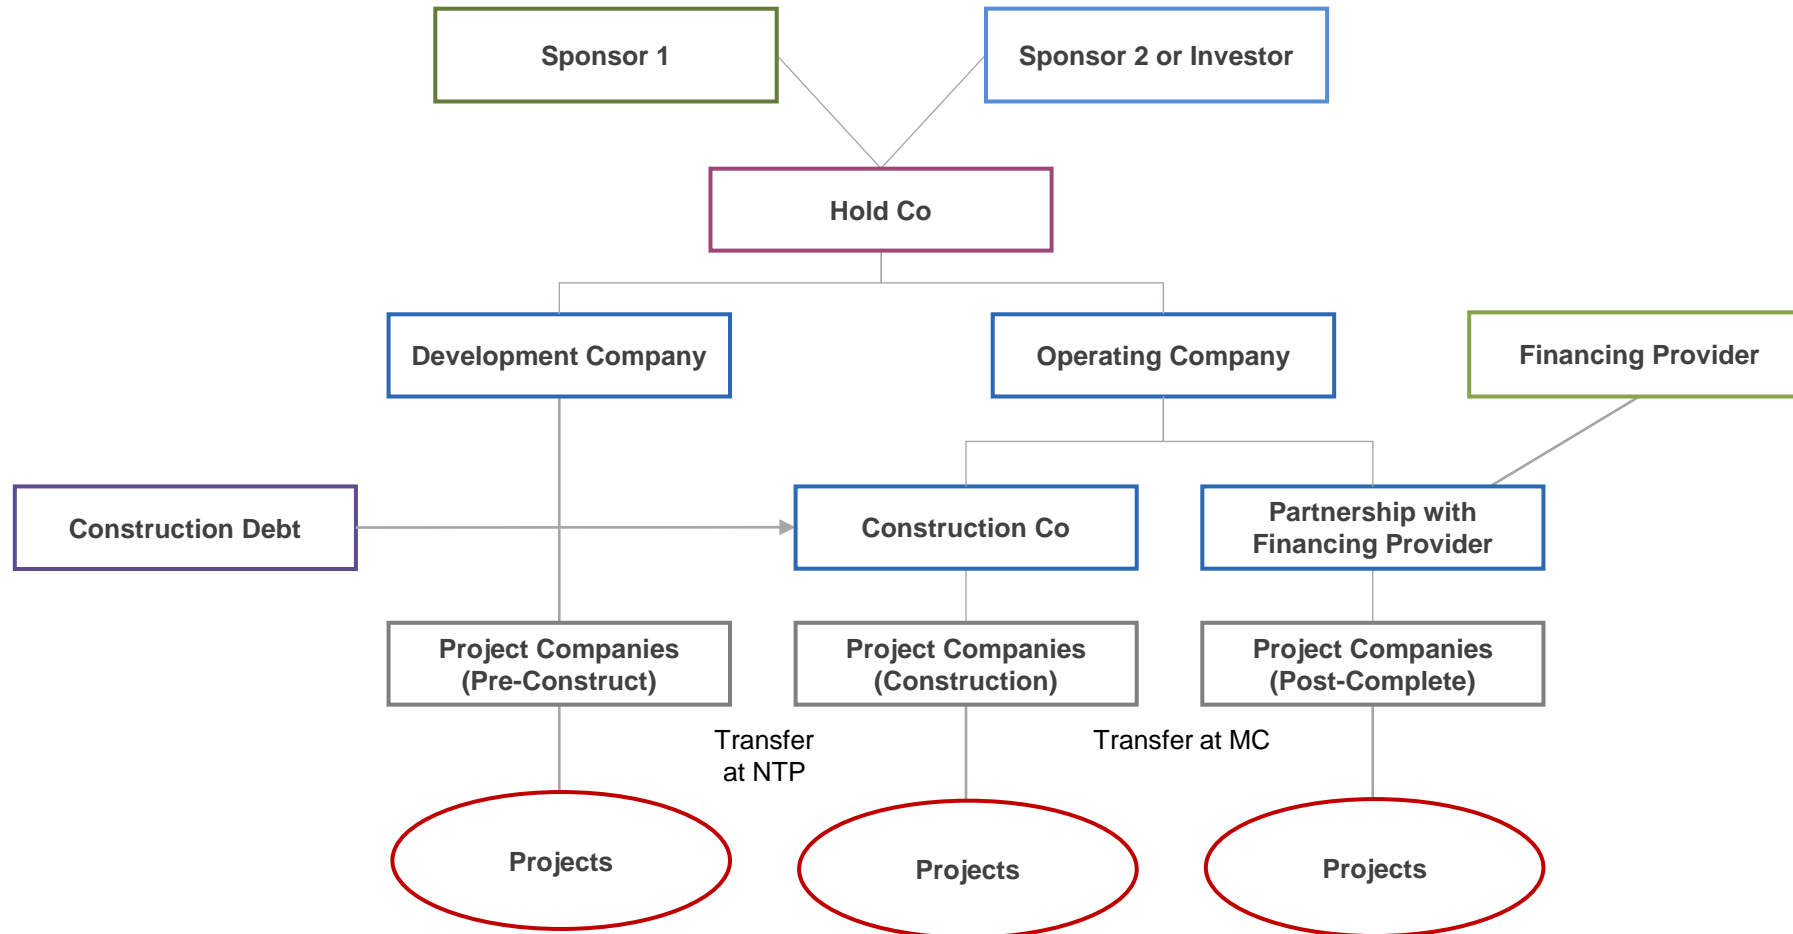 Sponsor 1
Sponsor 2 or Investor
Hold Co
Development Company
Operating Company
Financing Provider
Construction Debt
Construction Co
Partnership with
Financing Provider
Project Companies
(Pre-Construct)
Project Companies
(Construction)
Project Companies
(Post-Complete)
Transfer
at NTP
Transfer at MC
Projects
Projects
Projects